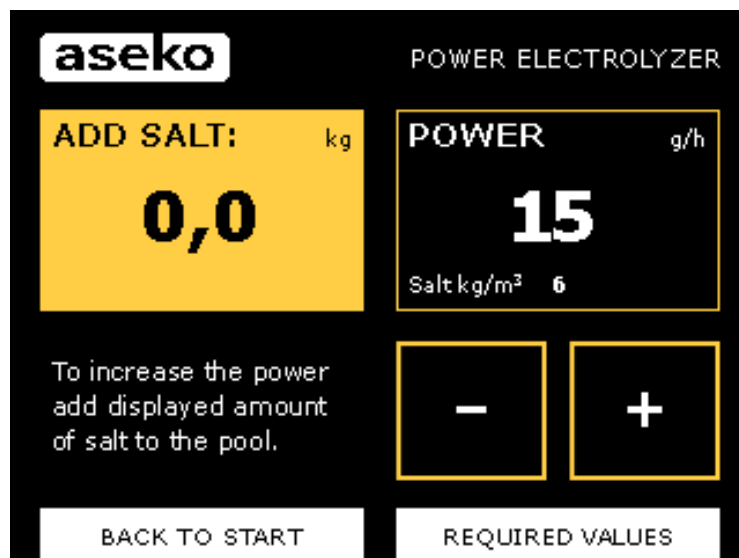 aseko
POWER ELECTROLYZER
ADD SALT: kg
0,0
POWER g/h
15
Salt kg/m³ 6
To increase the power
add displayed amount
of salt to the pool.
- +
BACK TO START
REQUIRED VALUES